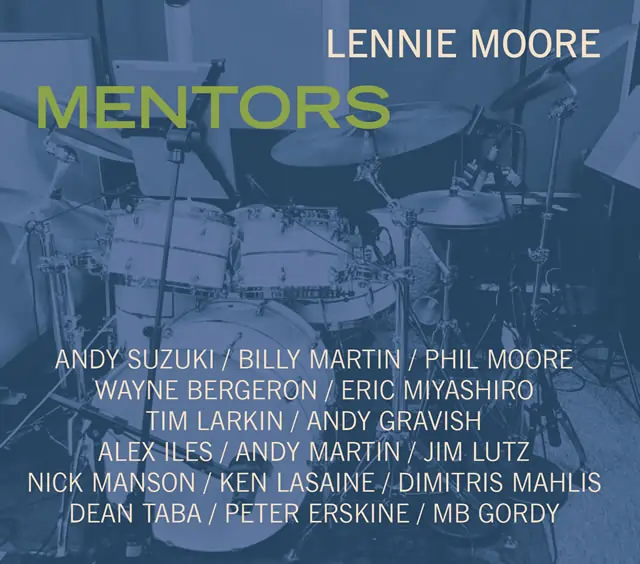 LENNIE MOORE
MENTORS
ANDY SUZUKI / BILLY MARTIN / PHIL MOORE
WAYNE BERGERON / ERIC MIYASHIRO
TIM LARKIN / ANDY GRAVISH
ALEX ILES / ANDY MARTIN / JIM LUTZ
NICK MANSON / KEN LASAINE / DIMITRIS MAHLIS
DEAN TABA / PETER ERSKINE / MB GORDY